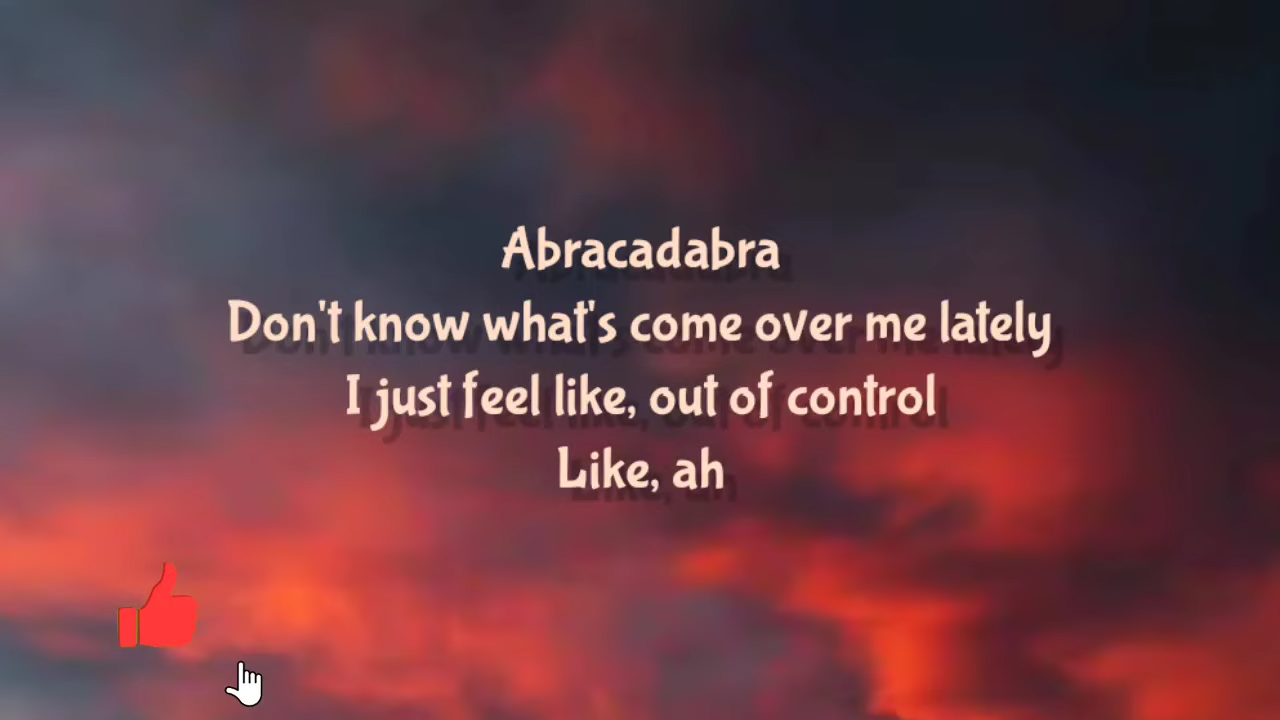 Abracadabra
Don't know what's come over me lately
I just feel like, out of control
Like, ah